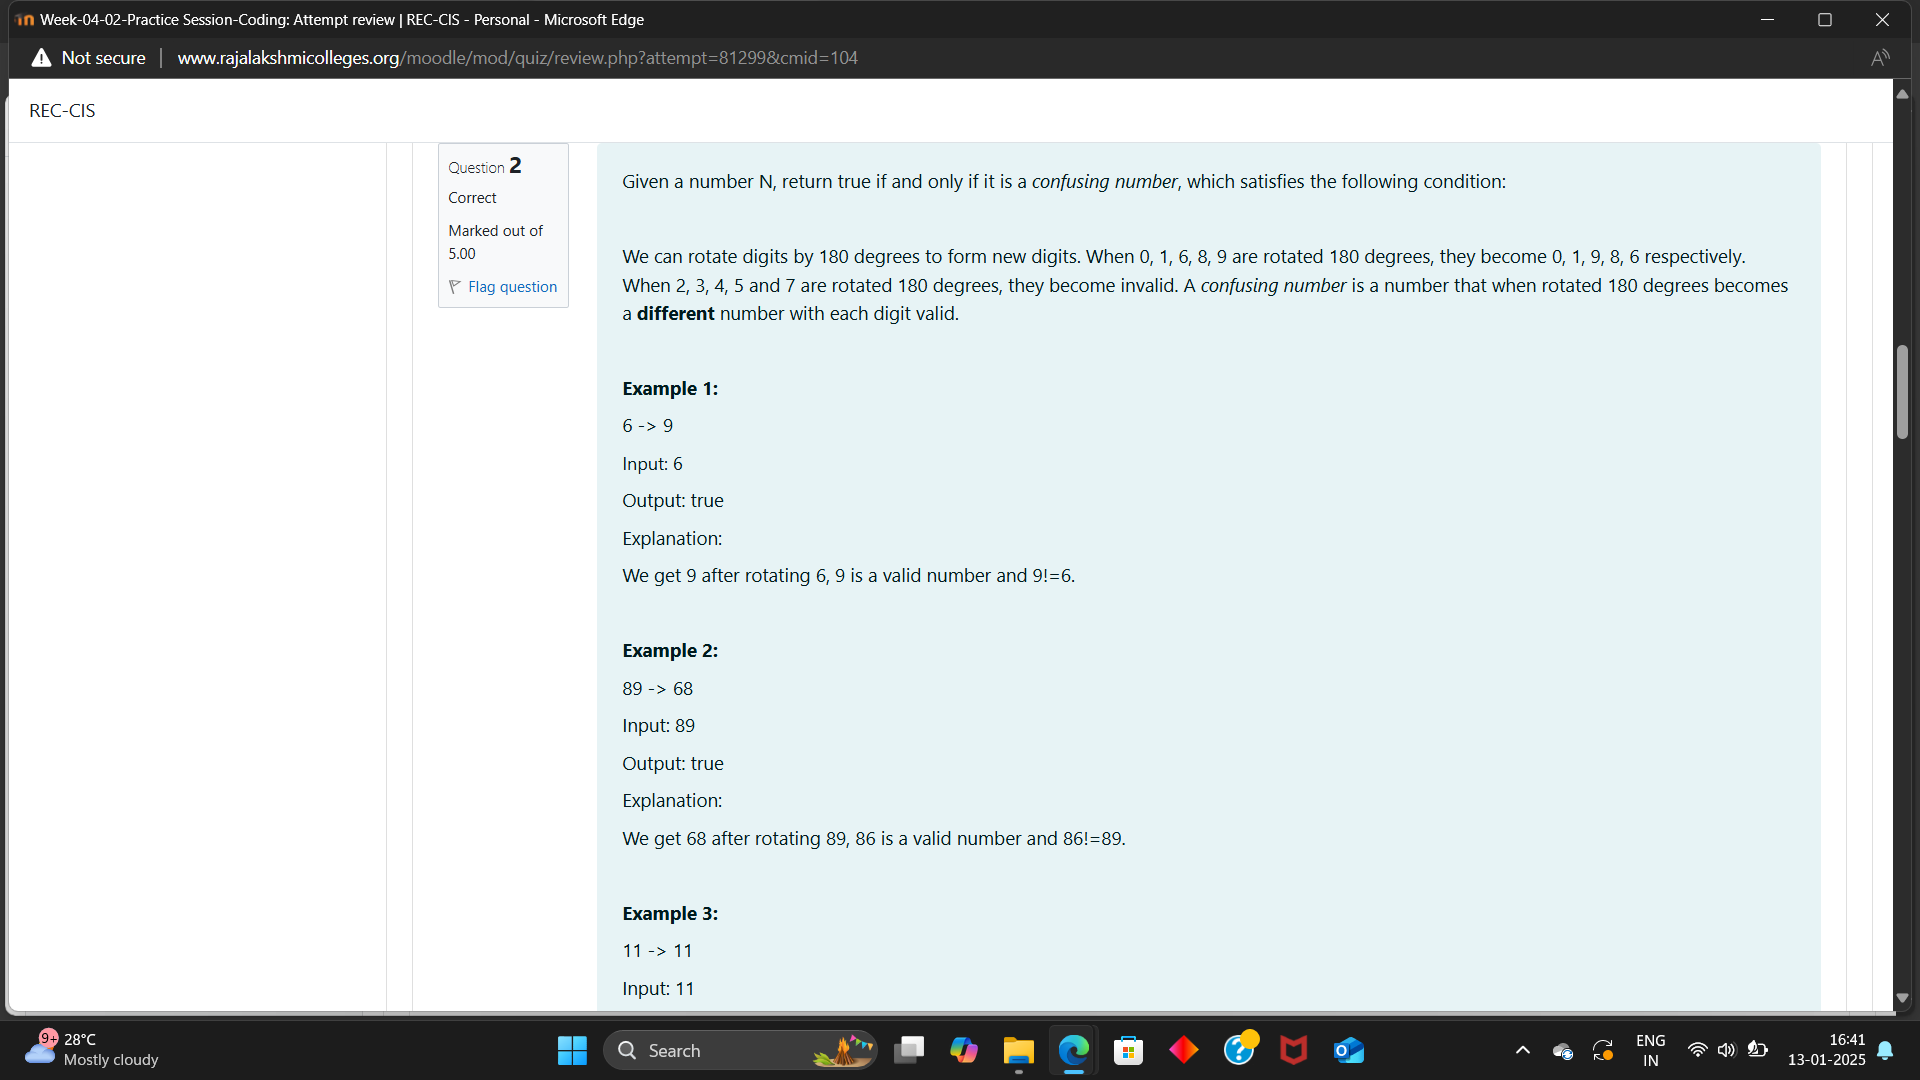 Week-04-02-Practice Session-Coding: Attempt review | REC-CIS - Personal - Microsoft Edge
Not secure | www.rajalakshmicolleges.org/moodle/mod/quiz/review.php?attempt=81299&cmid=104
REC-CIS
Question 2
Correct
Marked out of
5.00
Flag question
Given a number N, return true if and only if it is a confusing number, which satisfies the following condition:
We can rotate digits by 180 degrees to form new digits. When 0, 1, 6, 8, 9 are rotated 180 degrees, they become 0, 1, 9, 8, 6 respectively.
When 2, 3, 4, 5 and 7 are rotated 180 degrees, they become invalid. A confusing number is a number that when rotated 180 degrees becomes
a different number with each digit valid.
Example 1:
6 -> 9
Input: 6
Output: true
Explanation:
We get 9 after rotating 6, 9 is a valid number and 9!=6.
Example 2:
89 -> 68
Input: 89
Output: true
Explanation:
We get 68 after rotating 89, 86 is a valid number and 86!=89.
Example 3:
11 -> 11
Input: 11
9+
28°C
Mostly cloudy
Search
ENG
IN
16:41
13-01-2025